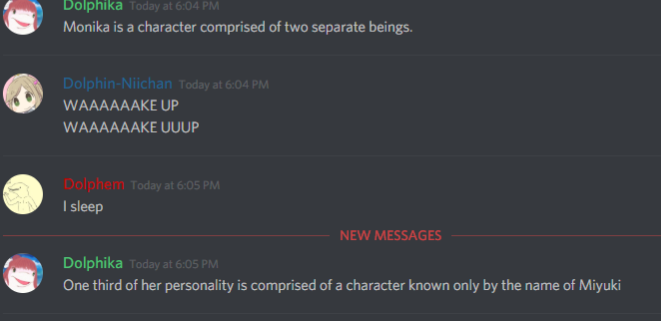 Dolphika Today at 6:04 PM
Monika is a character comprised of two separate beings.
Dolphin-Niichan Today at 6:04 PM
WAAAAAAKE UP
WAAAAAAKE UUUP
Dolphem Today at 6:05 PM
I sleep
NEW MESSAGES
Dolphika Today at 6:05 PM
One third of her personality is comprised of a character known only by the name of Miyuki